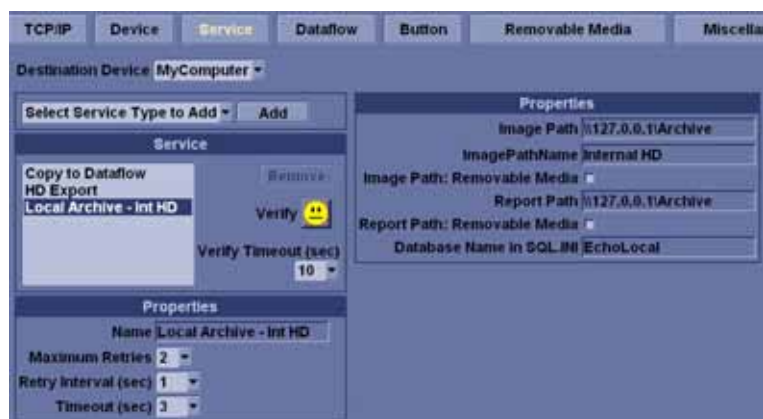 TCP/IP Device Service Dataflow Button Removable Media Miscella
Destination Device MyComputer
Select Service Type to Add Add
Service
Copy to Dataflow
HD Export
Local Archive - Int HD
Remove
Verify
Verify Timeout (sec)
10
Properties
Name Local Archive - Int HD
Maximum Retries 2
Retry Interval (sec) 1
Timeout (sec) 3
Properties
Image Path \\127.0.0.1\Archive
ImagePathName Internal HD
Image Path: Removable Media
Report Path \\127.0.0.1\Archive
Report Path: Removable Media
Database Name in SQL.INI EchoLocal